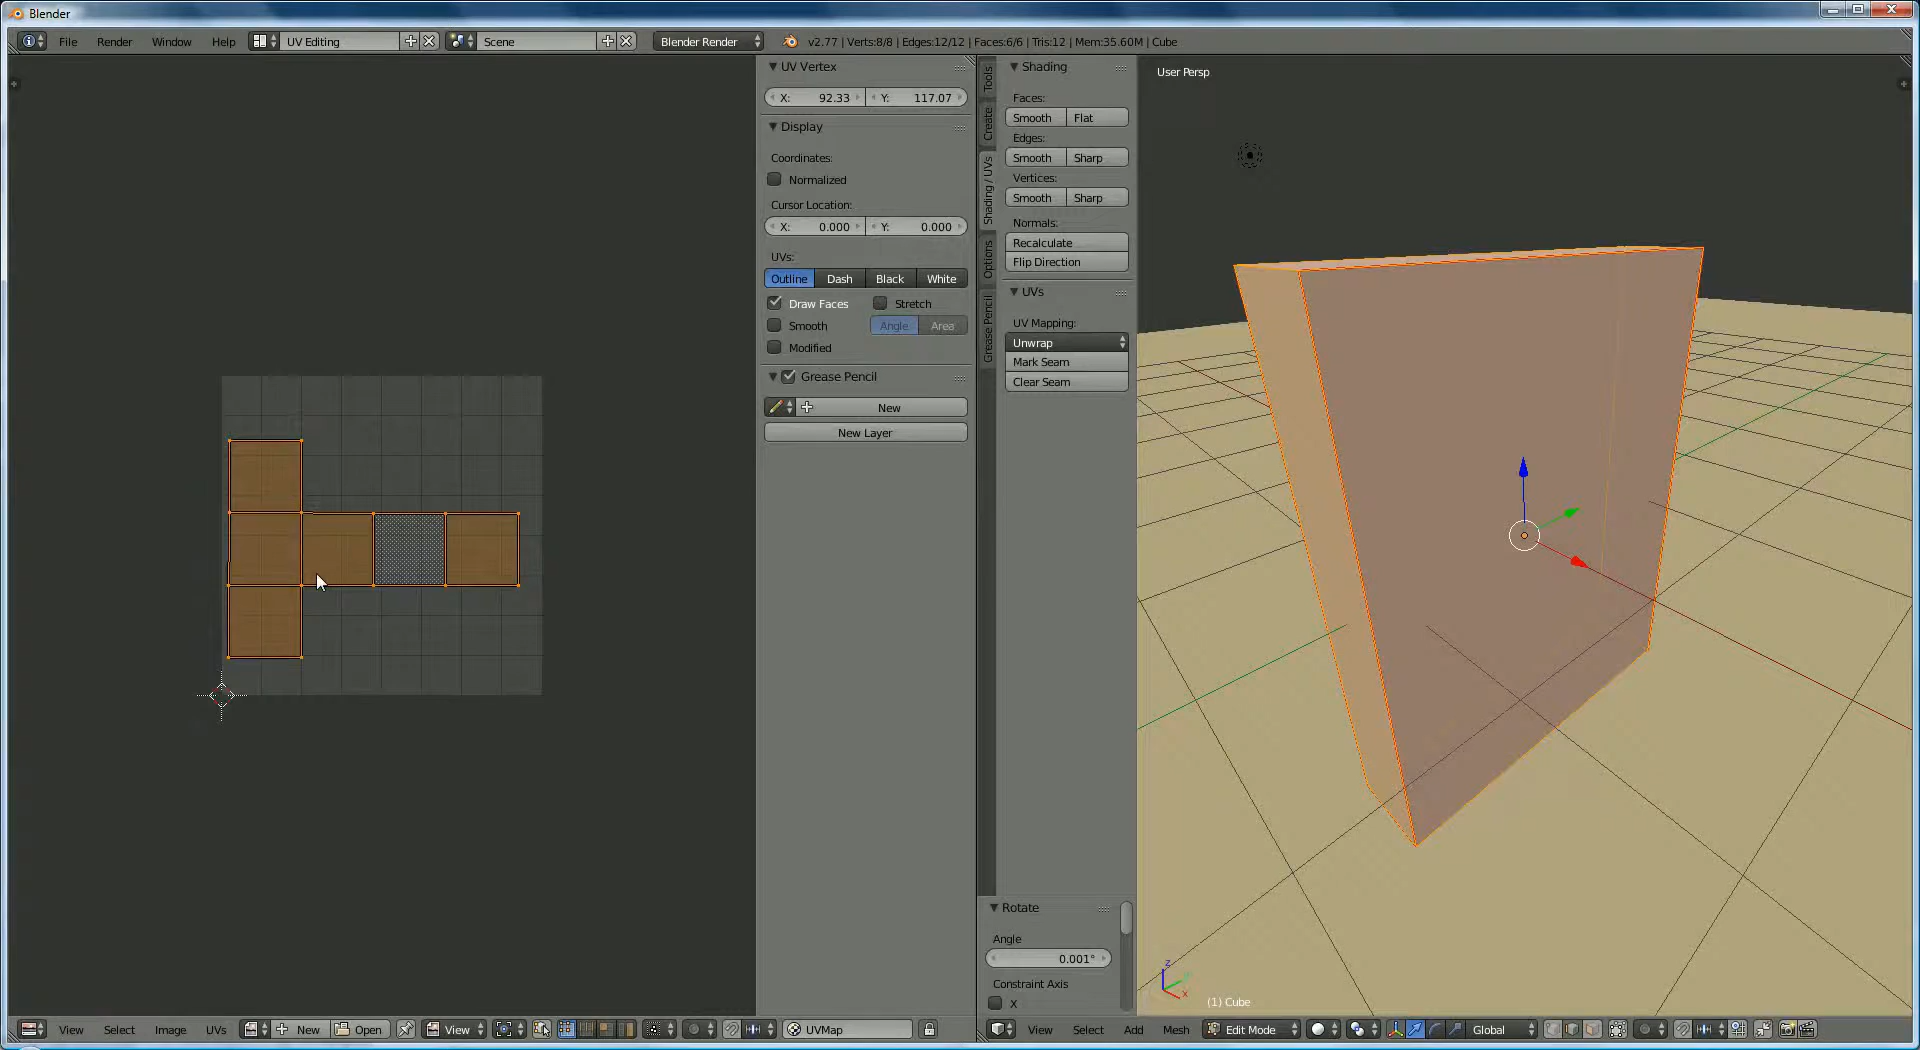 Blender
File Render Window Help UV Editing Scene Blender Render v2.77 | Verts:8/8 | Edges:12/12 | Faces:6/6 | Tris:12 | Mem:35.60M | Cube
UV Vertex
X: 92.33 Y: 117.07
Display
Coordinates:
Normalized
Cursor Location:
X: 0.000 Y: 0.000
UVs:
Outline Dash Black White
Draw Faces Stretch
Smooth Angle Area
Modified
Grease Pencil
New
New Layer
Tools
Create
Shading / UVs
Options
Grease Pencil
Shading
Faces:
Smooth Flat
Edges:
Smooth Sharp
Vertices:
Smooth Sharp
Normals:
Recalculate
Flip Direction
UVs
UV Mapping:
Unwrap
Mark Seam
Clear Seam
Rotate
Angle
0.001°
Constraint Axis
X
User Persp
z
x
(1) Cube
View Select Image UVs New Open View UVMap
View Select Add Mesh Edit Mode Global